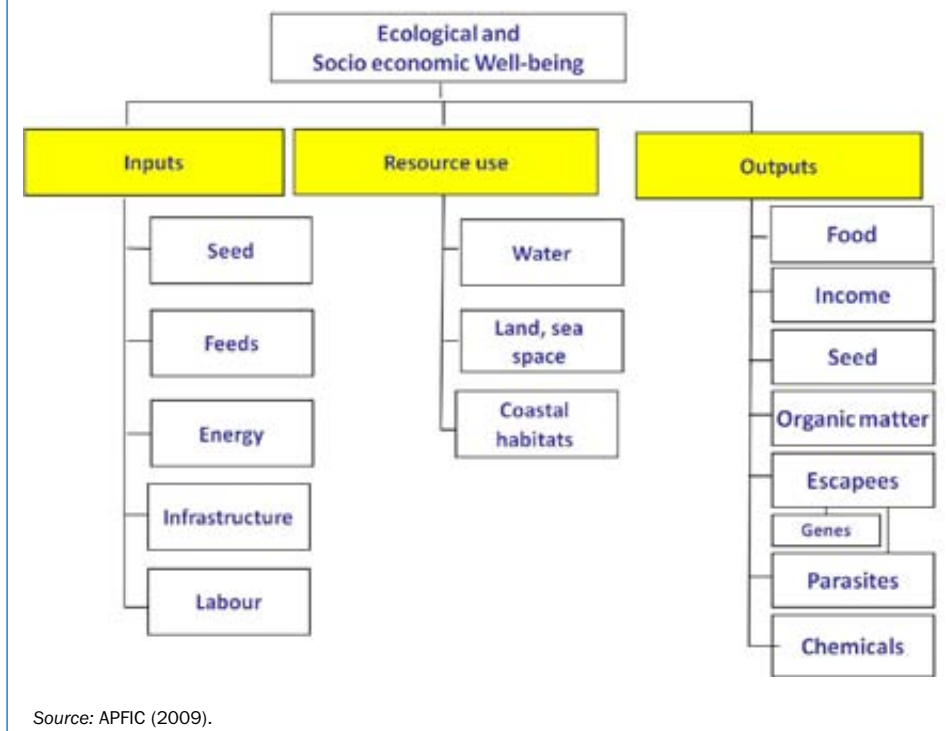 Ecological and
Socio economic Well-being
Inputs
Resource use
Outputs
Seed
Feeds
Energy
Infrastructure
Labour
Water
Land, sea
space
Coastal
habitats
Food
Income
Seed
Organic matter
Escapees
Genes
Parasites
Chemicals
Source: APFIC (2009).